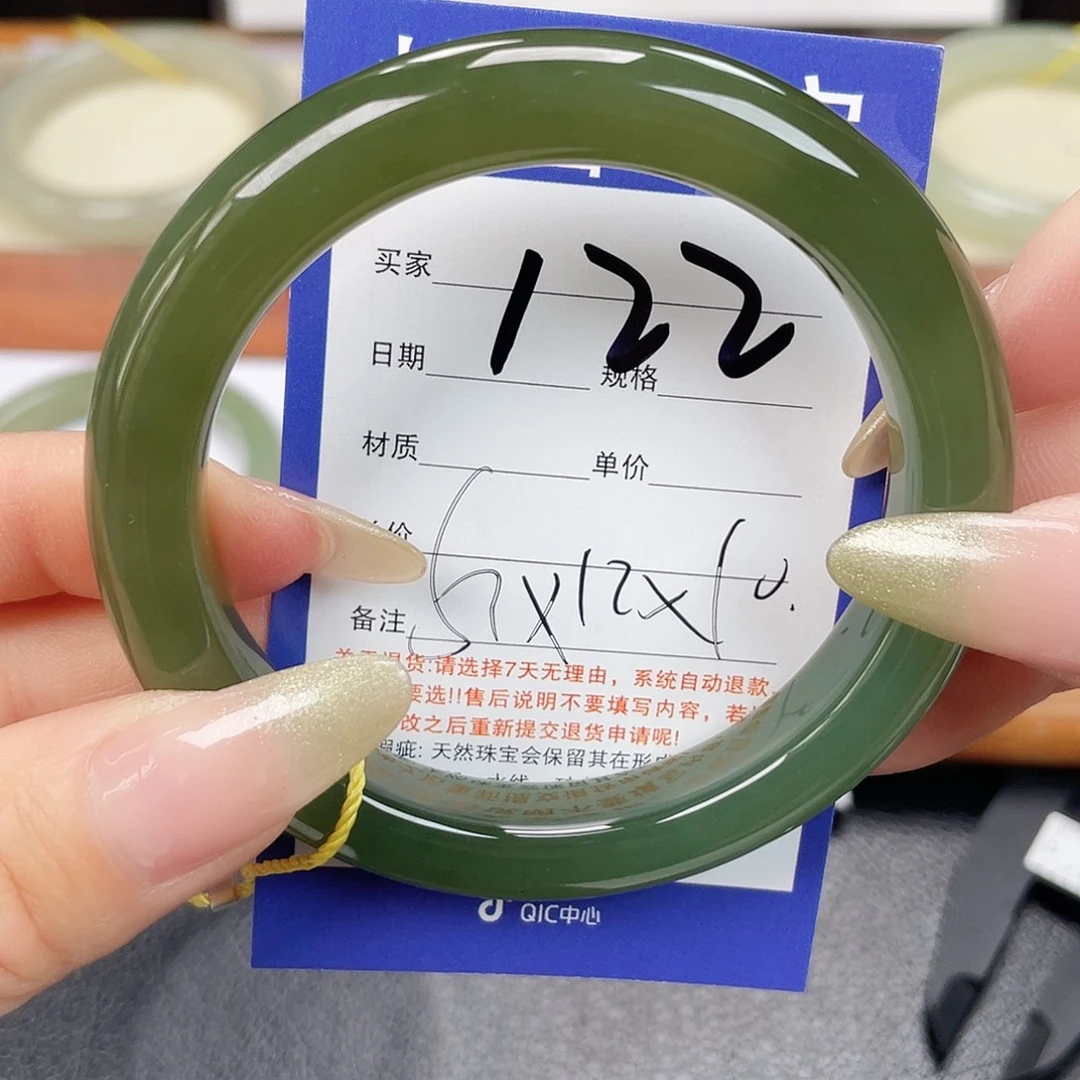 买家 122
日期 规格
材质 单价
价
备注 57x12x10.
退货:请选择7天无理由，系统自动退款，
要选!!售后说明不要填写内容，若
改之后重新提交退货申请呢!
瑕疵: 天然珠宝会保留其在形成
QIC中心